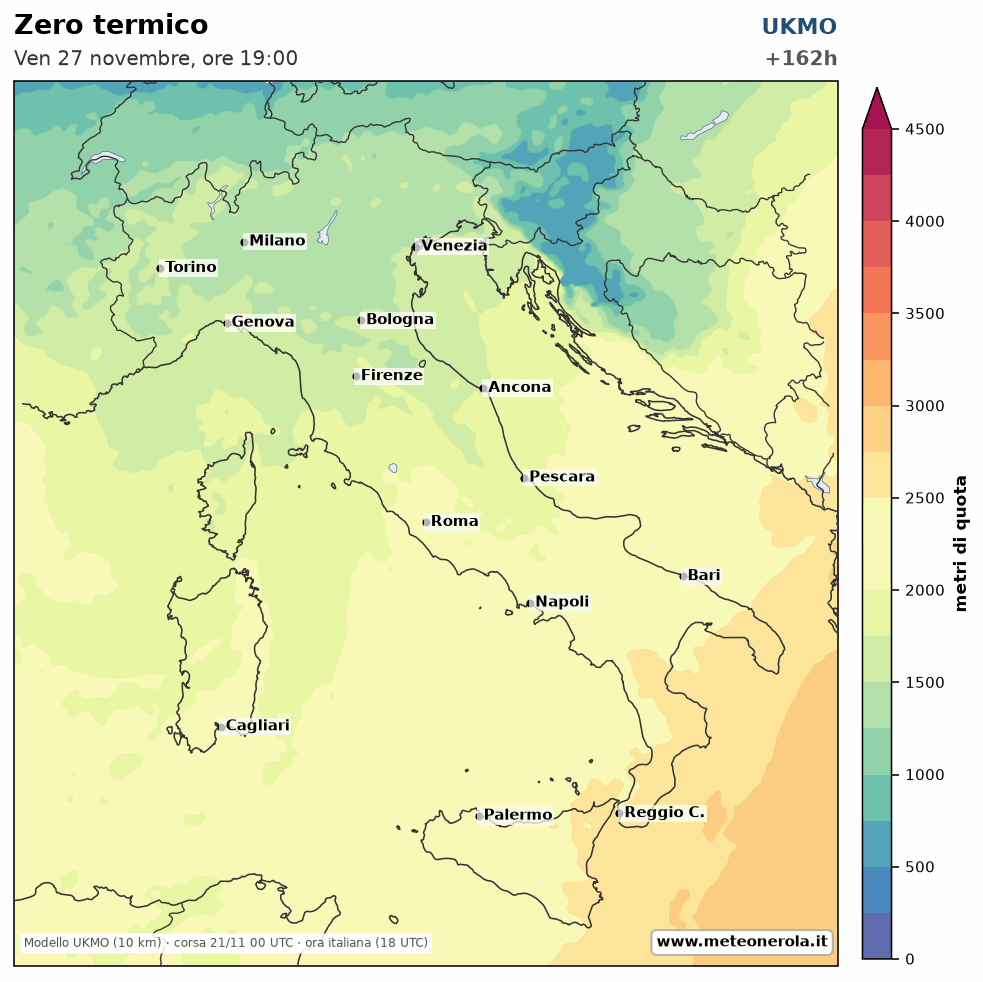 Zero termico
UKMO
Ven 27 novembre, ore 19:00
+162h
4500
4000
3500
3000
2500
2000
1500
1000
500
0
metri di quota
Milano
Venezia
Torino
Genova
Bologna
Firenze
Ancona
Pescara
Roma
Bari
Napoli
Cagliari
Palermo
Reggio C.
Modello UKMO (10 km) · corsa 21/11 00 UTC · ora italiana (18 UTC)
www.meteonerola.it